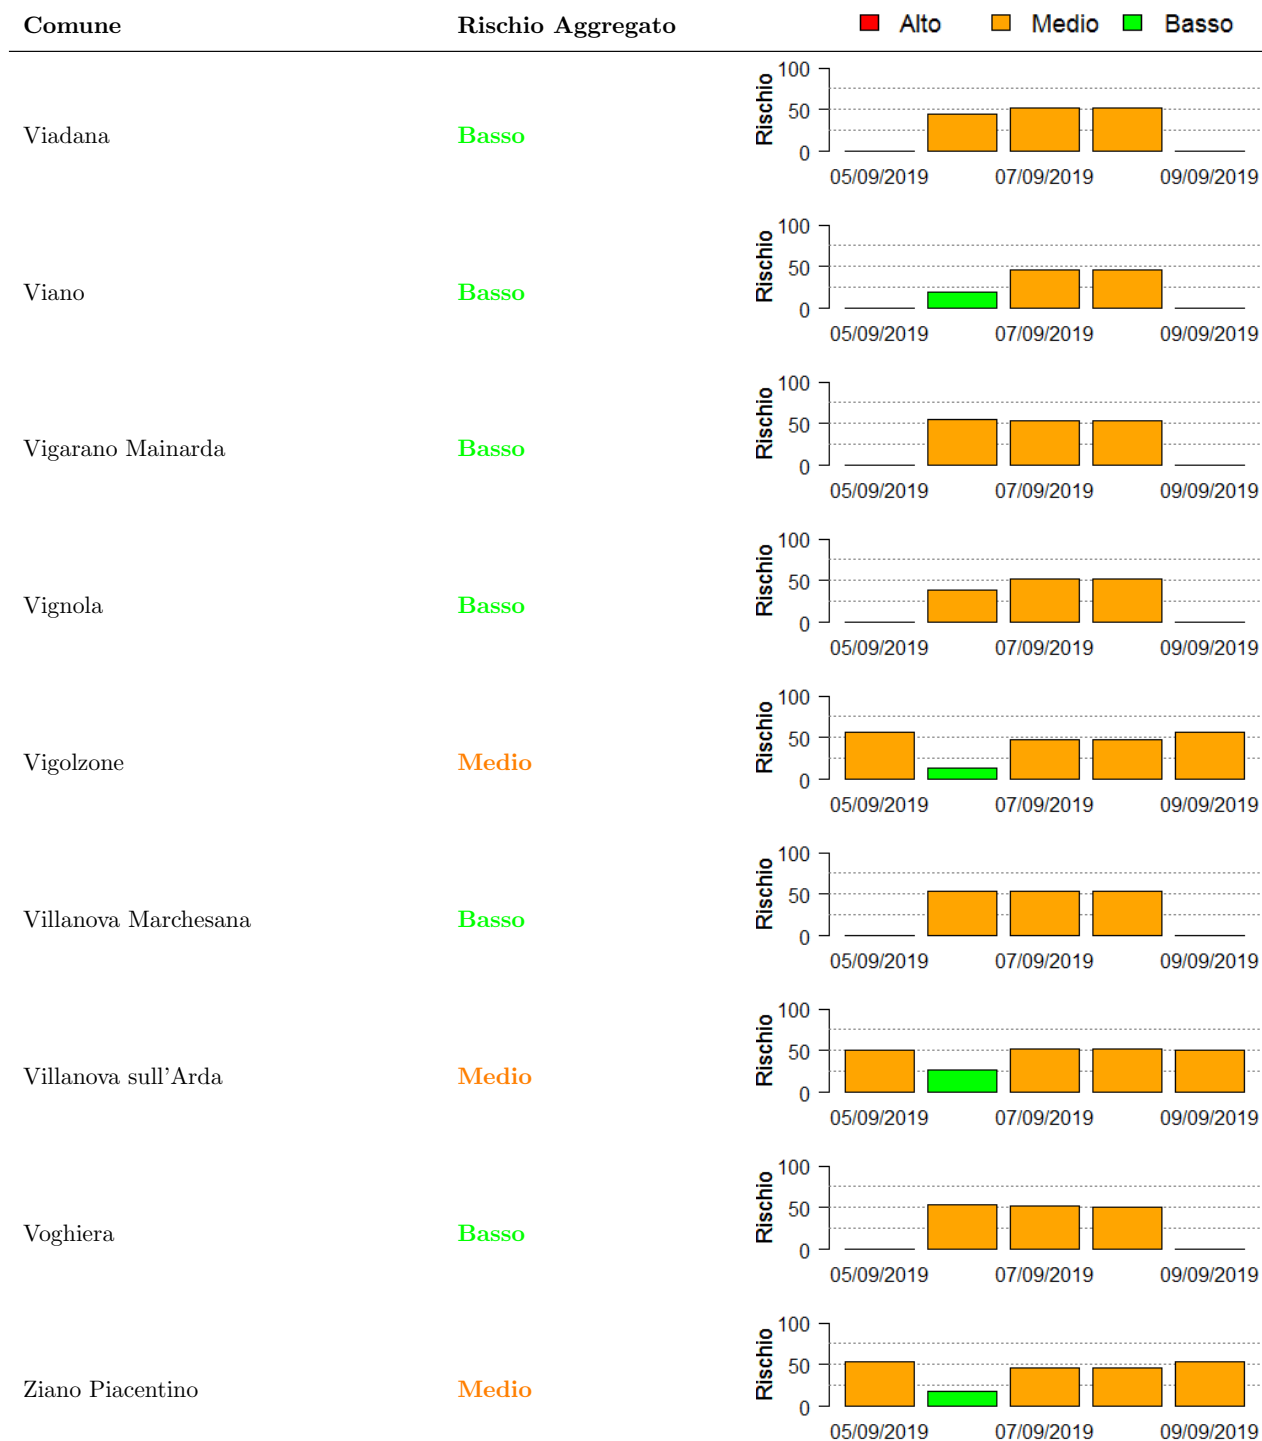 Comune Rischio Aggregato Alto Medio Basso
100
Rischio
50
Viadana Basso
0
05/09/2019 07/09/2019 09/09/2019
100
Rischio
50
Viano Basso
0
05/09/2019 07/09/2019 09/09/2019
100
Rischio
50
Vigarano Mainarda Basso
0
05/09/2019 07/09/2019 09/09/2019
100
Rischio
50
Vignola Basso
0
05/09/2019 07/09/2019 09/09/2019
100
Rischio
50
Vigolzone Medio
0
05/09/2019 07/09/2019 09/09/2019
100
Rischio
50
Villanova Marchesana Basso
0
05/09/2019 07/09/2019 09/09/2019
100
Rischio
50
Villanova sull'Arda Medio
0
05/09/2019 07/09/2019 09/09/2019
100
Rischio
50
Voghiera Basso
0
05/09/2019 07/09/2019 09/09/2019
100
Rischio
50
Ziano Piacentino Medio
0
05/09/2019 07/09/2019 09/09/2019